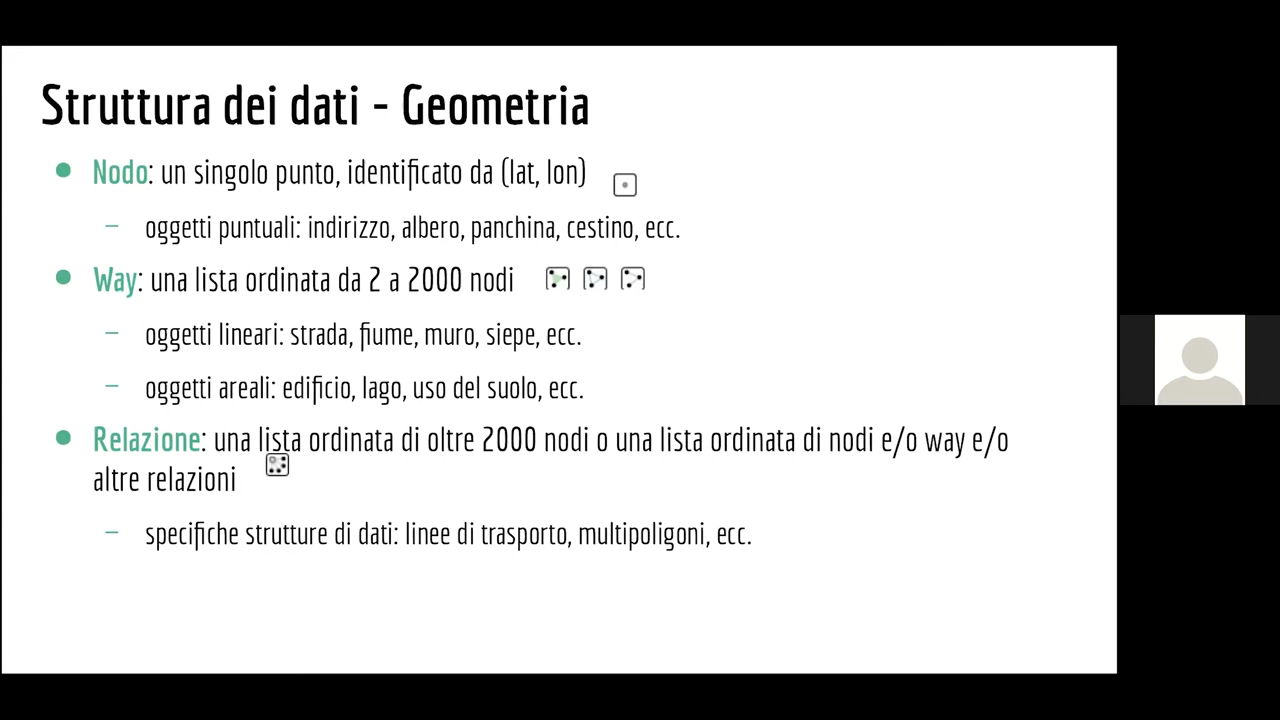 Struttura dei dati - Geometria
● Nodo: un singolo punto, identificato da (lat, lon)
– oggetti puntuali: indirizzo, albero, panchina, cestino, ecc.
● Way: una lista ordinata da 2 a 2000 nodi
– oggetti lineari: strada, fiume, muro, siepe, ecc.
– oggetti areali: edificio, lago, uso del suolo, ecc.
● Relazione: una lista ordinata di oltre 2000 nodi o una lista ordinata di nodi e/o way e/o
altre relazioni
– specifiche strutture di dati: linee di trasporto, multipoligoni, ecc.